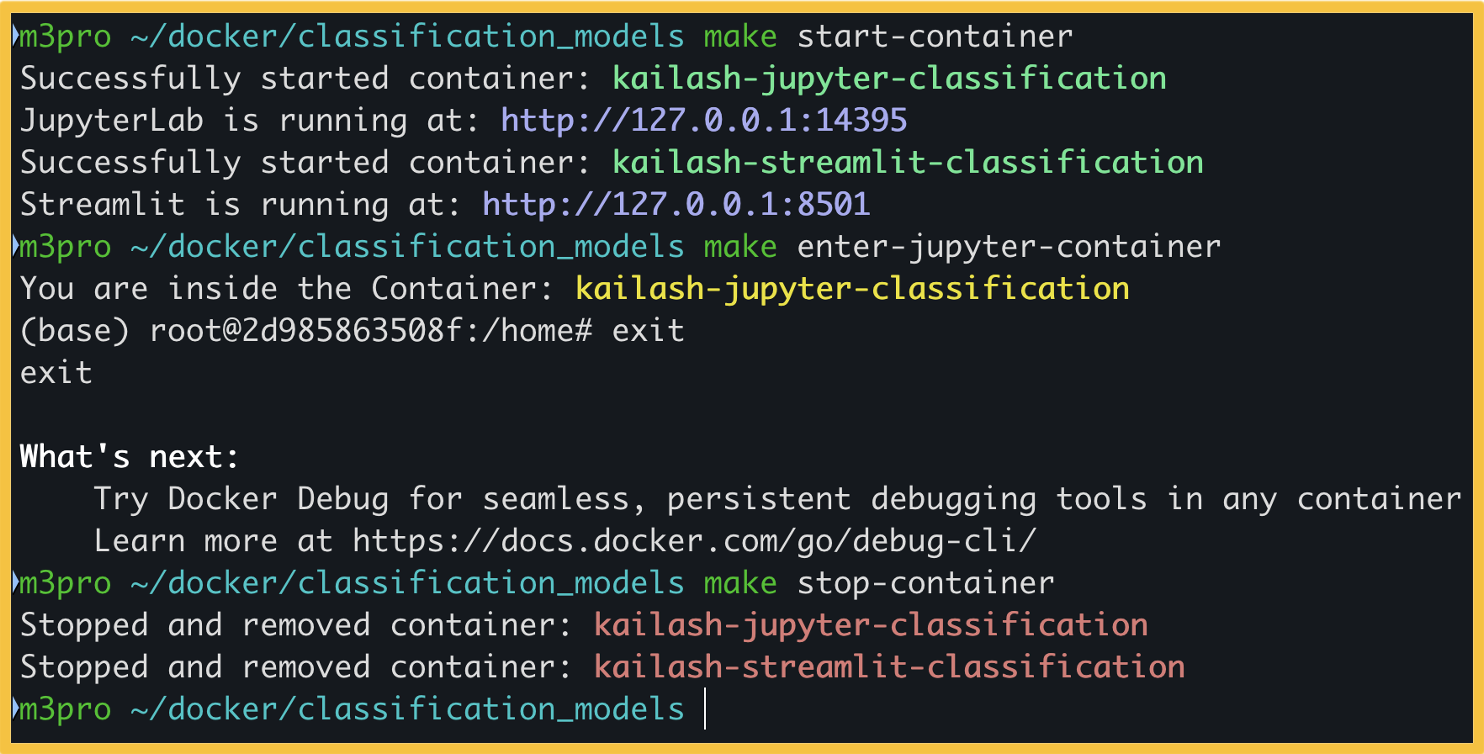 m3pro ~/docker/classification_models make start-container
Successfully started container: kailash-jupyter-classification
JupyterLab is running at: http://127.0.0.1:14395
Successfully started container: kailash-streamlit-classification
Streamlit is running at: http://127.0.0.1:8501
m3pro ~/docker/classification_models make enter-jupyter-container
You are inside the Container: kailash-jupyter-classification
(base) root@2d985863508f:/home# exit
exit
What's next:
    Try Docker Debug for seamless, persistent debugging tools in any container
    Learn more at https://docs.docker.com/go/debug-cli/
m3pro ~/docker/classification_models make stop-container
Stopped and removed container: kailash-jupyter-classification
Stopped and removed container: kailash-streamlit-classification
m3pro ~/docker/classification_models